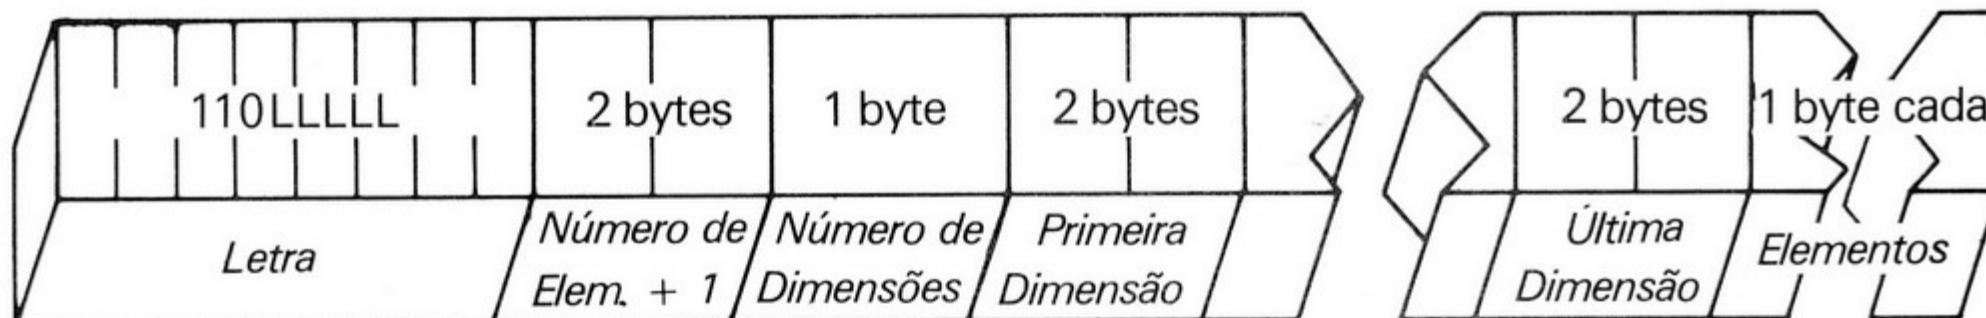 110LLLLL 2 bytes 1 byte 2 bytes 2 bytes 1 byte cada
Letra
Número de Elem. + 1
Número de Dimensões
Primeira Dimensão
Última Dimensão
Elementos